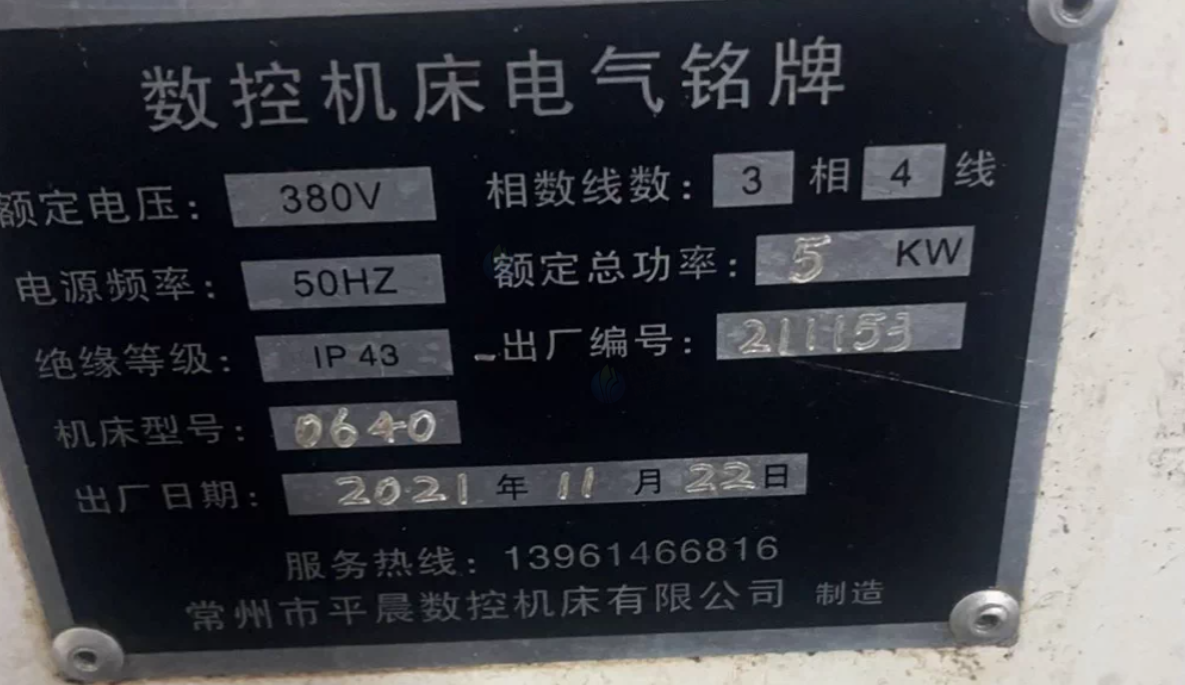 数控机床电气铭牌
额定电压: 380V 相数线数: 3 相 4 线
电源频率: 50HZ 额定总功率: 5 KW
绝缘等级: IP 43 出厂编号: 211153
机床型号: 0640
出厂日期: 2021 年 11 月 22 日
服务热线: 13961466816
常州市平晨数控机床有限公司 制造